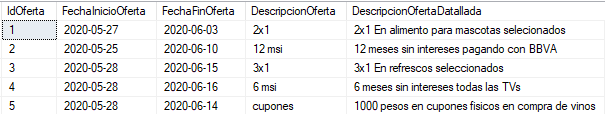 IdOferta FechaInicioOferta FechaFinOferta DescripcionOferta DescripcionOfertaDatallada
1 2020-05-27 2020-06-03 2x1 2x1 En alimento para mascotas selecionados
2 2020-05-25 2020-06-10 12 msi 12 meses sin intereses pagando con BBVA
3 2020-05-28 2020-06-15 3x1 3x1 En refrescos seleccionados
4 2020-05-28 2020-06-16 6 msi 6 meses sin intereses todas las TVs
5 2020-05-28 2020-06-14 cupones 1000 pesos en cupones fisicos en compra de vinos